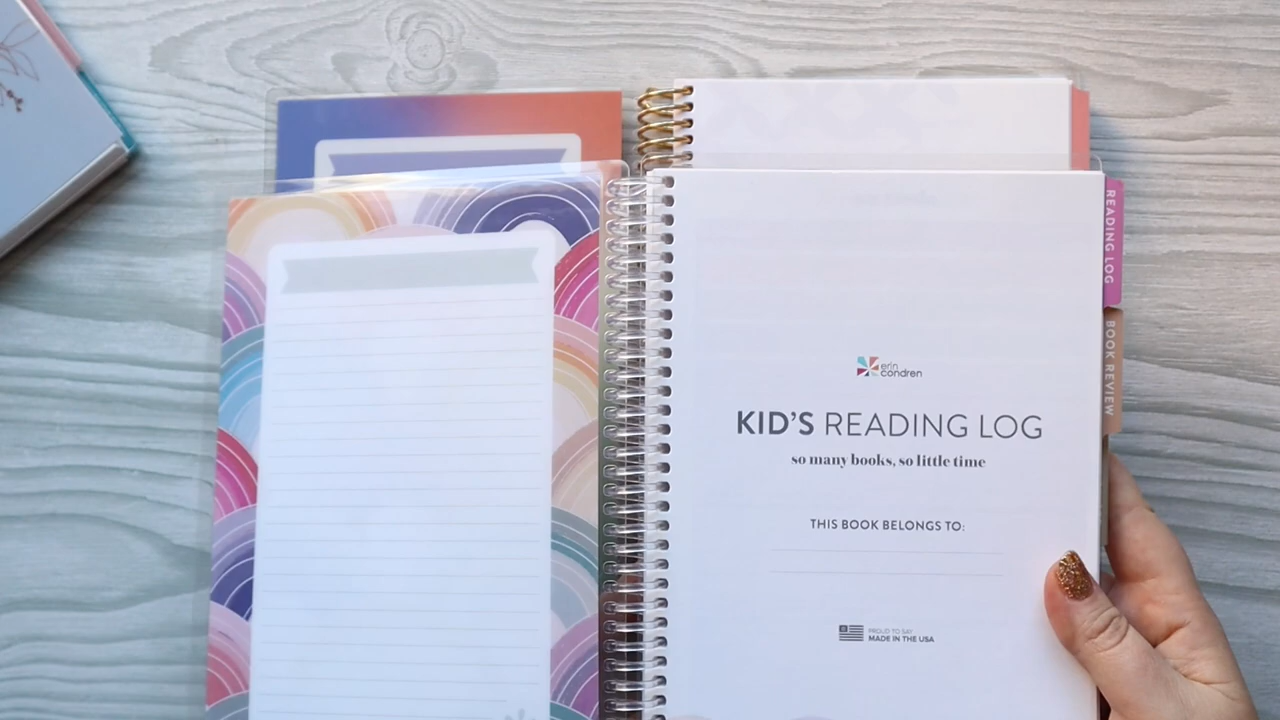 erin
condren
KID'S READING LOG
so many books, so little time
THIS BOOK BELONGS TO:
PROUD TO SAY
MADE IN THE USA
READING LOG
BOOK REVIEW